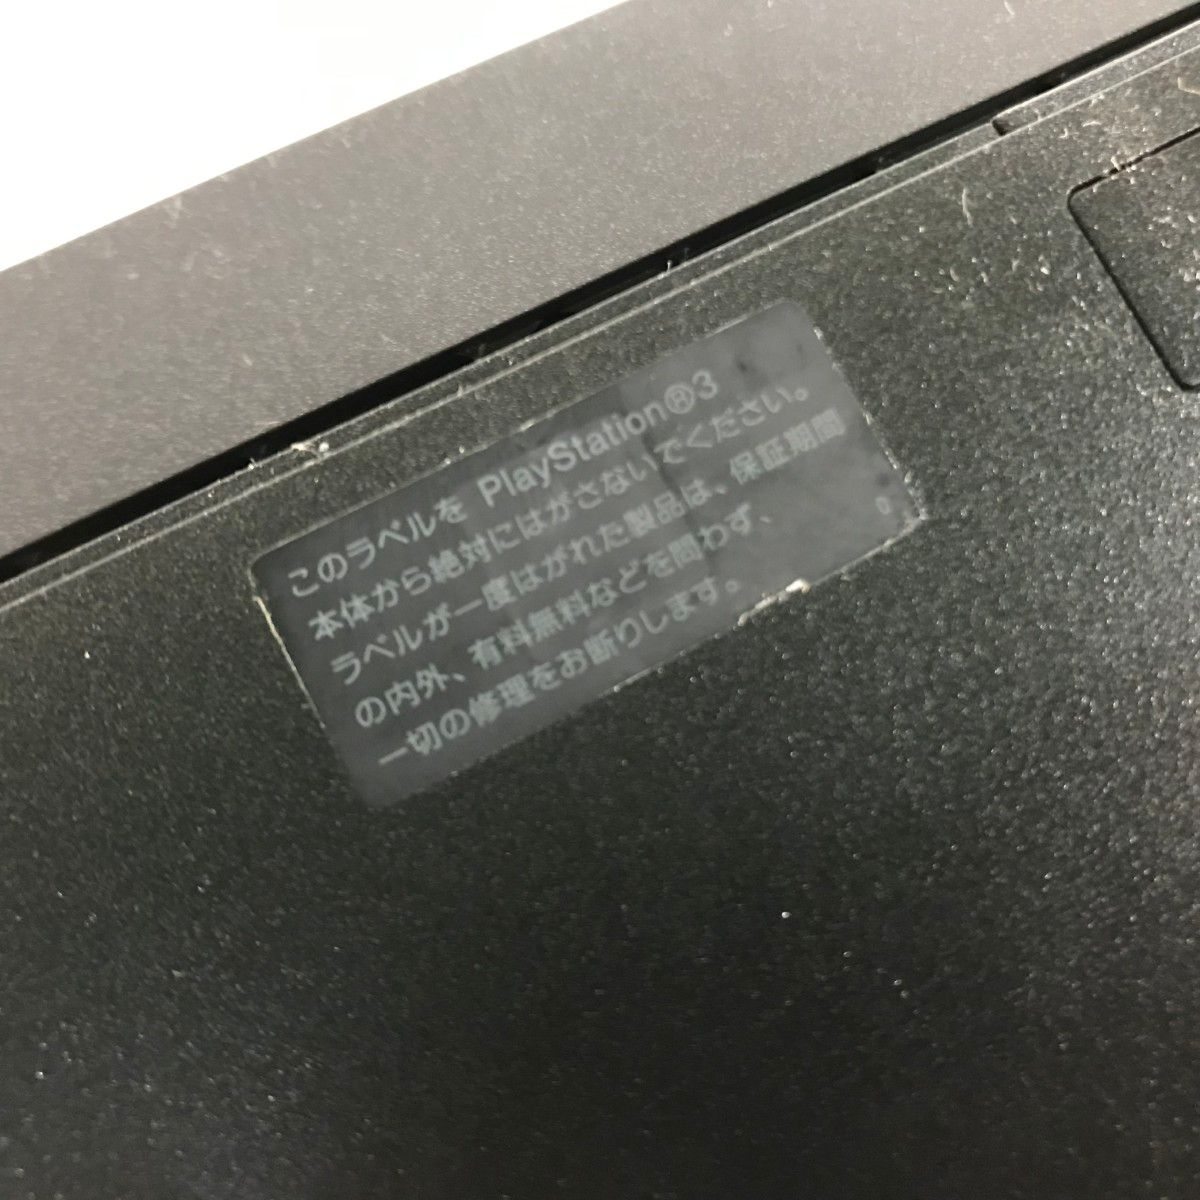 このラベルを PlayStation®3
本体から絶対にはがさないでください。
ラベルが一度はがれた製品は、保証期間
の内外、有料無料などを問わず、
一切の修理をお断りします。
0